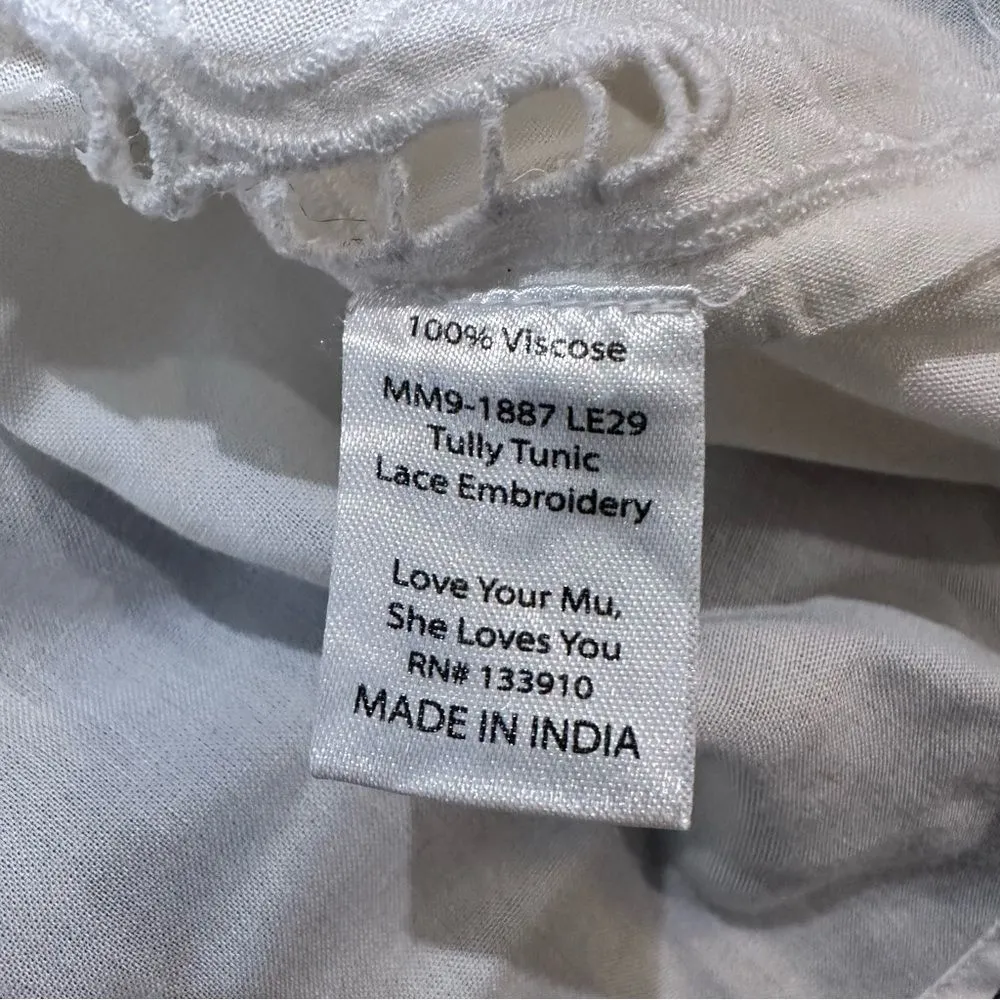 100% Viscose
MM9-1887 LE29
Tully Tunic
Lace Embroidery
Love Your Mu,
She Loves You
RN# 133910
MADE IN INDIA